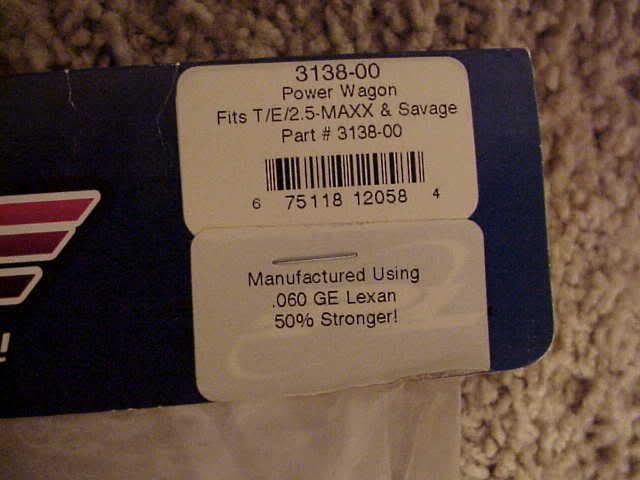 3138-00
Power Wagon
Fits T/E/2.5-MAXX & Savage
Part # 3138-00
6 75118 12058 4
Manufactured Using
.060 GE Lexan
50% Stronger!
!